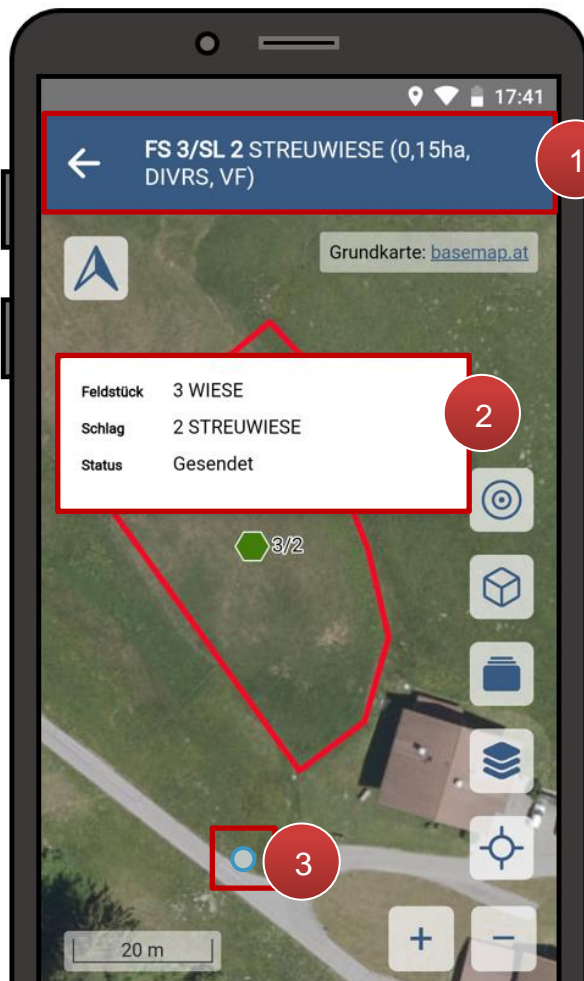 17:41
FS 3/SL 2 STREUWIESE (0,15ha,
DIVRS, VF)
1
Grundkarte: basemap.at
Feldstück 3 WIESE
Schlag 2 STREUWIESE
Status Gesendet
2
3/2
3
20 m
+ −